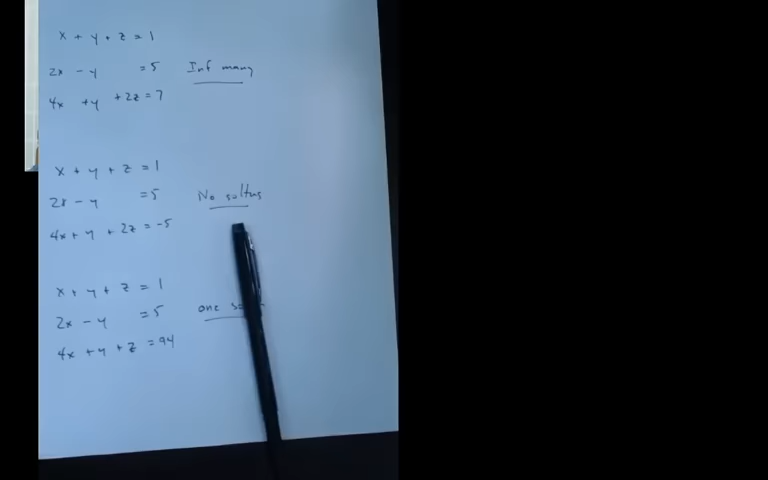 x + y + z = 1
2x - y = 5 Inf many
4x + y + 2z = 7
x + y + z = 1
2x - y = 5 No soltns
4x + y + 2z = -5
x + y + z = 1
2x - y = 5 one
4x + y + z = 94